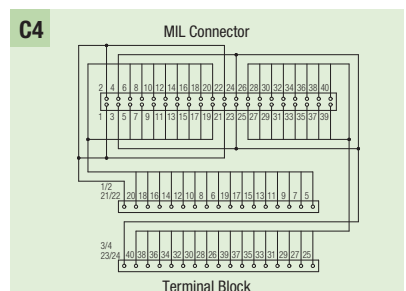 C4
MIL Connector
2 4 6 8 10 12 14 16 18 20 22 24 26 28 30 32 34 36 38 40
1 3 5 7 9 11 13 15 17 19 21 23 25 27 29 31 33 35 37 39
1/2
21/22 20 18 16 14 12 10 8 6 19 17 15 13 11 9 7 5
3/4
23/24 40 38 36 34 32 30 28 26 39 37 35 33 31 29 27 25
Terminal Block